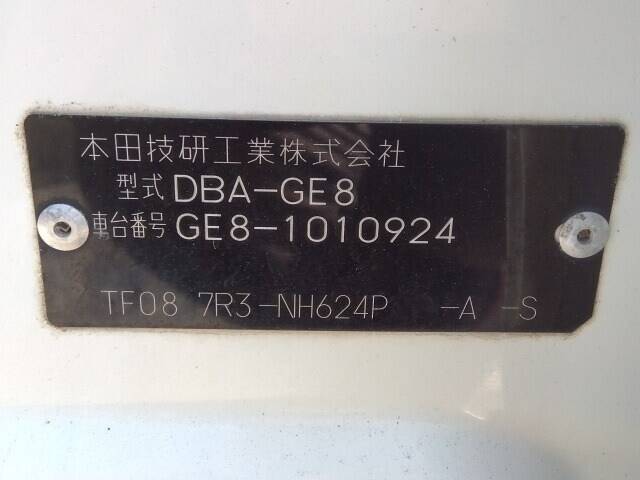 本田技研工業株式会社
型式 DBA-GE8
車台番号 GE8-1010924
TF08 7R3-NH624P -A -S